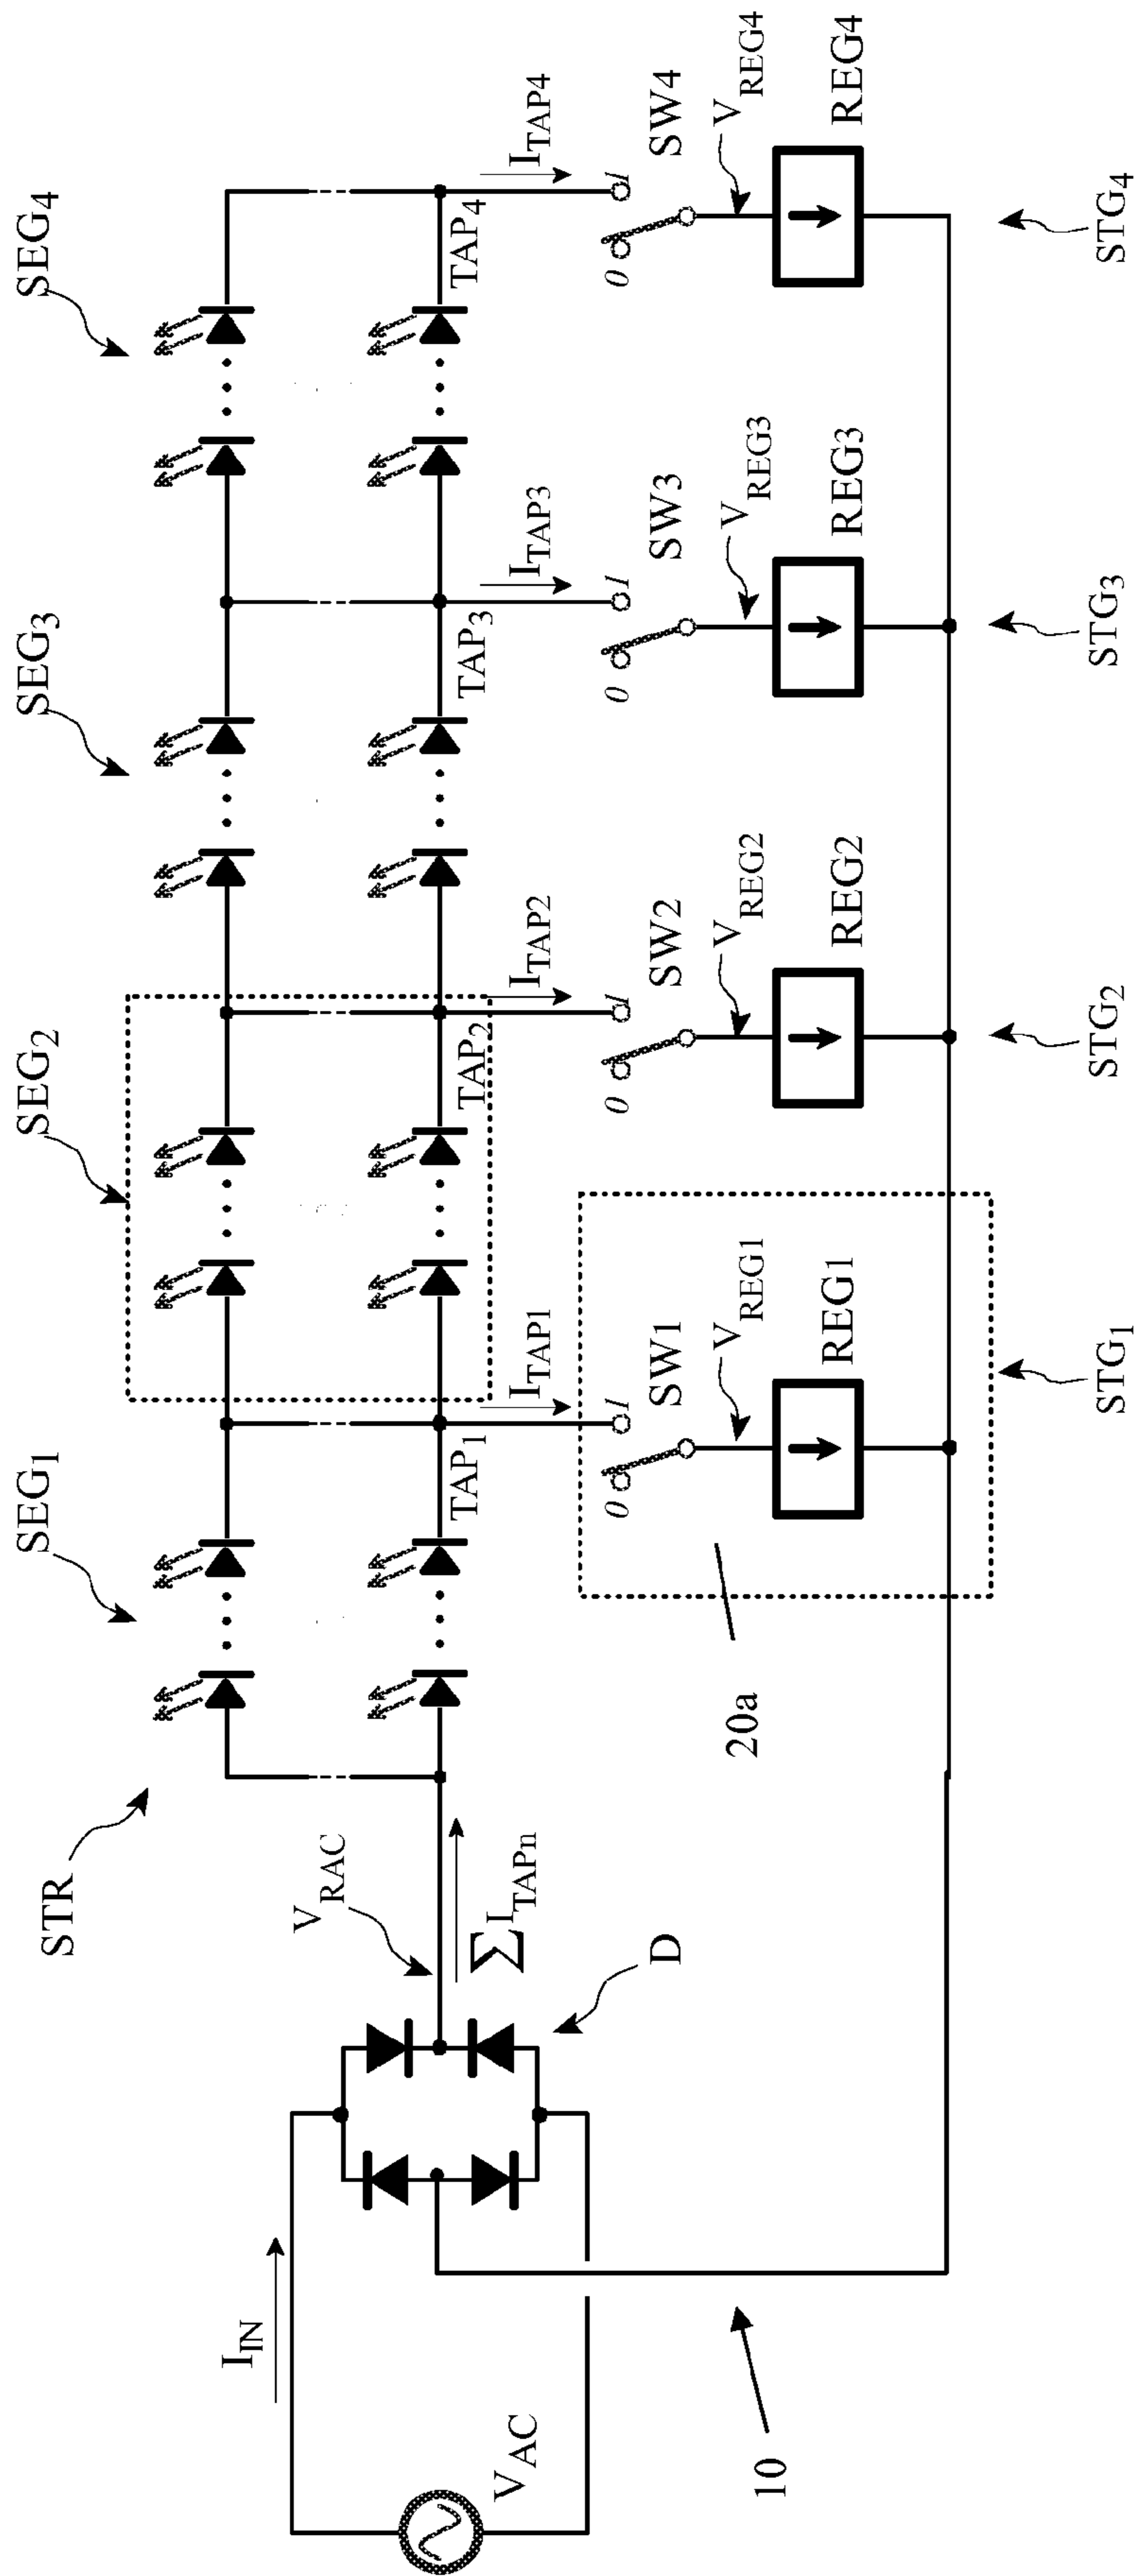 STR
SEG1
SEG2
SEG3
SEG4
IIN
VAC
VRAC
∑ITAPn
D
10
20a
TAP1
TAP2
TAP3
TAP4
ITAP1
ITAP2
ITAP3
ITAP4
0
1
SW1
0
1
SW2
0
1
SW3
0
1
SW4
VREG1
VREG2
VREG3
VREG4
REG1
REG2
REG3
REG4
STG1
STG2
STG3
STG4